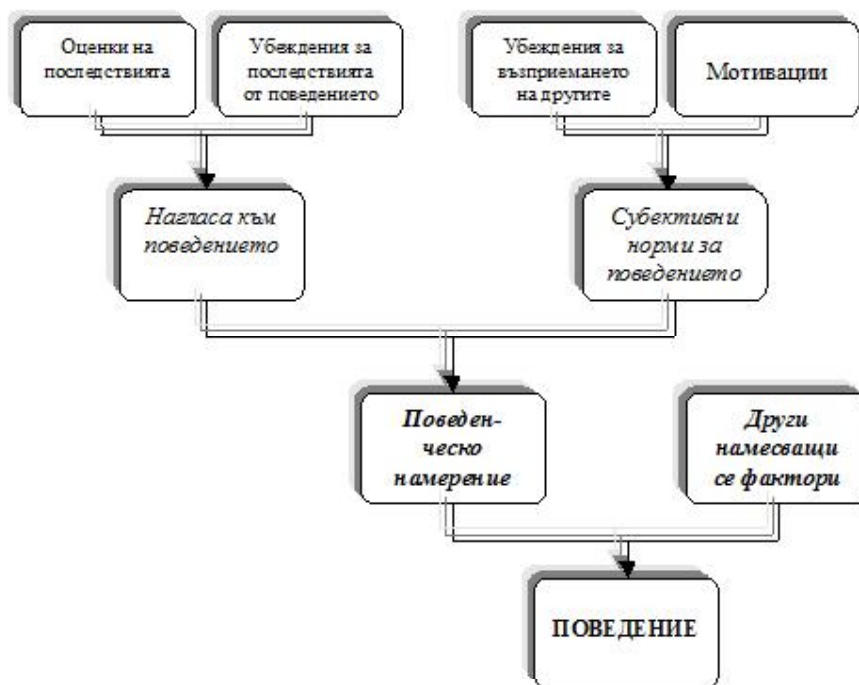 Оценки на
последствията
Убеждения за
последствията
от поведението
Убеждения за
възприемането
на другите
Мотивации
Нагласа към
поведението
Субективни
норми за
поведението
Поведен-
ческо
намерение
Други
намесващи
се фактори
ПОВЕДЕНИЕ